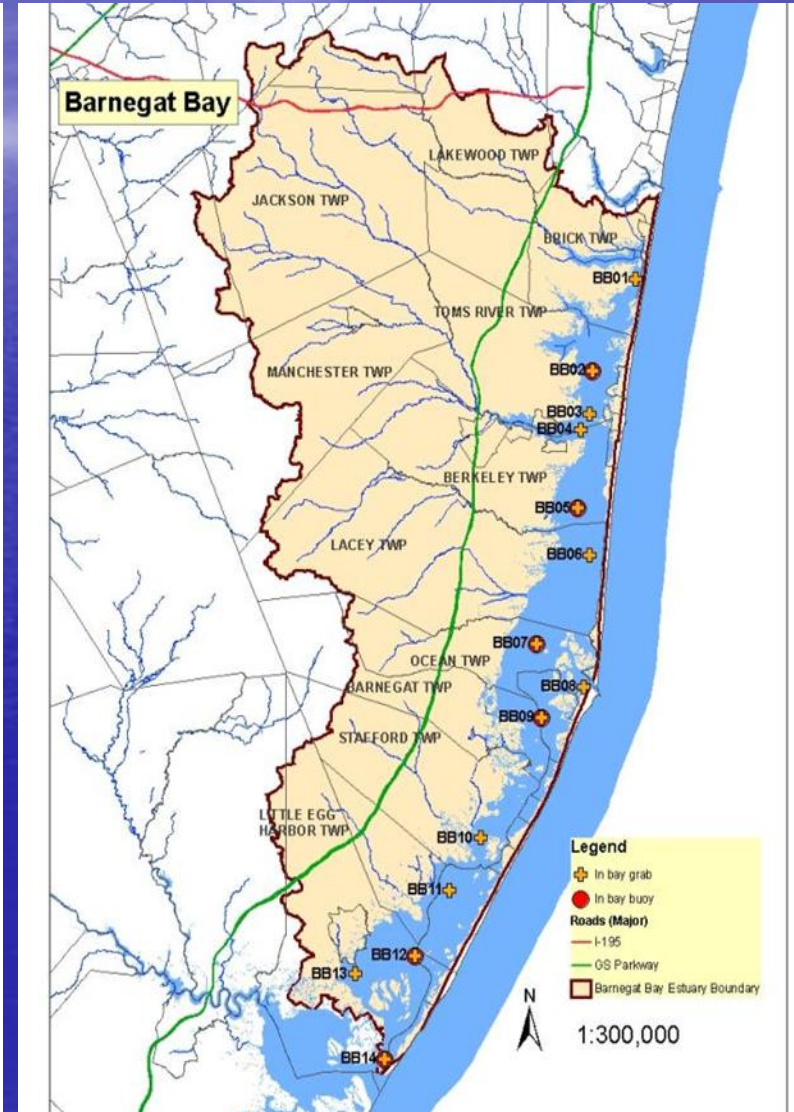 Barnegat Bay
LAKEWOOD TWP
JACKSON TWP
BRICK TWP
BB01
TOMS RIVER TWP
MANCHESTER TWP
BB02
BB03
BB04
BERKELEY TWP
BB05
LACEY TWP
BB06
BB07
OCEAN TWP
BARNEGAT TWP
BB08
BB09
STAFFORD TWP
LITTLE EGG
HARBOR TWP
BB10
BB11
BB12
BB13
BB14
Legend
In bay grab
In bay buoy
Roads (Major)
I-195
GS Parkway
Barnegat Bay Estuary Boundary
N
1:300,000